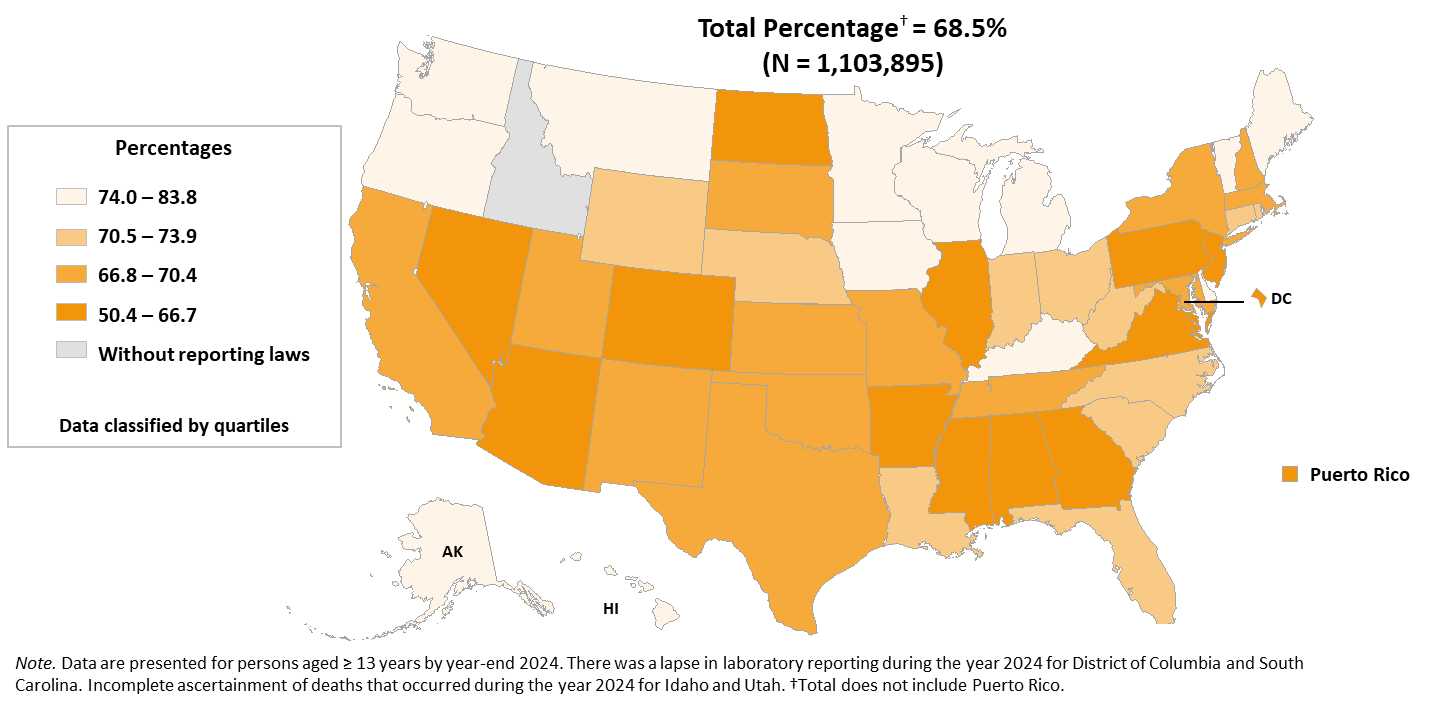 Total Percentage† = 68.5%
(N = 1,103,895)
Percentages
74.0 – 83.8
70.5 – 73.9
66.8 – 70.4
50.4 – 66.7
Without reporting laws
Data classified by quartiles
DC
Puerto Rico
AK
HI
Note. Data are presented for persons aged ≥ 13 years by year-end 2024. There was a lapse in laboratory reporting during the year 2024 for District of Columbia and South
Carolina. Incomplete ascertainment of deaths that occurred during the year 2024 for Idaho and Utah. †Total does not include Puerto Rico.